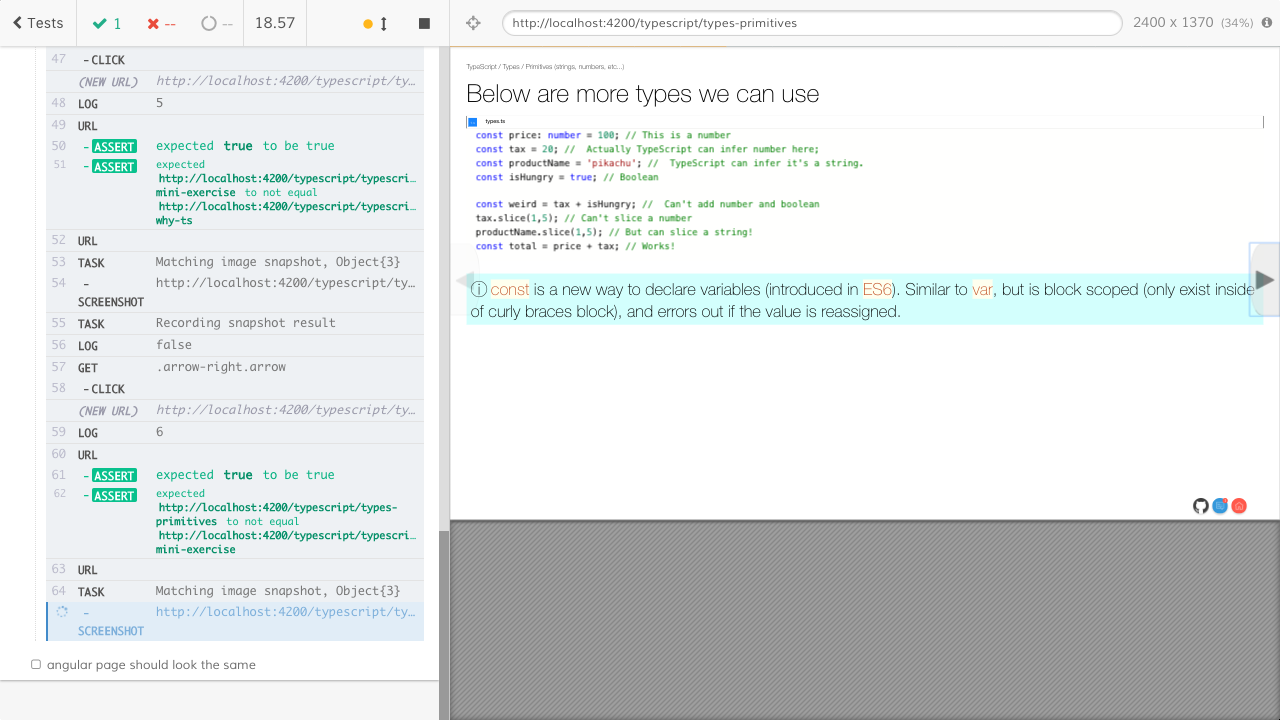 Tests 1 -- -- 18.57
http://localhost:4200/typescript/types-primitives 2400 x 1370 (34%)
47 - CLICK
(NEW URL) http://localhost:4200/typescript/ty…
48 LOG 5
49 URL
50 - ASSERT expected true to be true
51 - ASSERT expected
http://localhost:4200/typescript/typescri…
mini-exercise to not equal
http://localhost:4200/typescript/typescri…
why-ts
52 URL
53 TASK Matching image snapshot, Object{3}
54 - http://localhost:4200/typescript/ty…
SCREENSHOT
55 TASK Recording snapshot result
56 LOG false
57 GET .arrow-right.arrow
58 - CLICK
(NEW URL) http://localhost:4200/typescript/ty…
59 LOG 6
60 URL
61 - ASSERT expected true to be true
62 - ASSERT expected
http://localhost:4200/typescript/types-
primitives to not equal
http://localhost:4200/typescript/typescri…
mini-exercise
63 URL
64 TASK Matching image snapshot, Object{3}
- http://localhost:4200/typescript/ty…
SCREENSHOT
angular page should look the same
TypeScript / Types / Primitives (strings, numbers, etc...)
Below are more types we can use
types.ts
const price: number = 100; // This is a number
const tax = 20; //  Actually TypeScript can infer number here;
const productName = 'pikachu'; //  TypeScript can infer it's a string.
const isHungry = true; // Boolean
const weird = tax + isHungry; //  Can't add number and boolean
tax.slice(1,5); // Can't slice a number
productName.slice(1,5); // But can slice a string!
const total = price + tax; // Works!
ⓘ const is a new way to declare variables (introduced in ES6). Similar to var, but is block scoped (only exist inside
of curly braces block), and errors out if the value is reassigned.